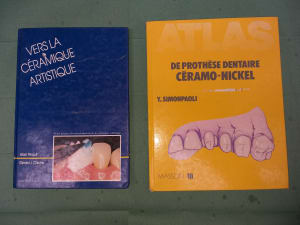 VERS LA
CÉRAMIQUE
ARTISTIQUE
ATLAS
DE PROTHÈSE DENTAIRE
CÉRAMO-NICKEL
Y. SIMONPAOLI
MASSON